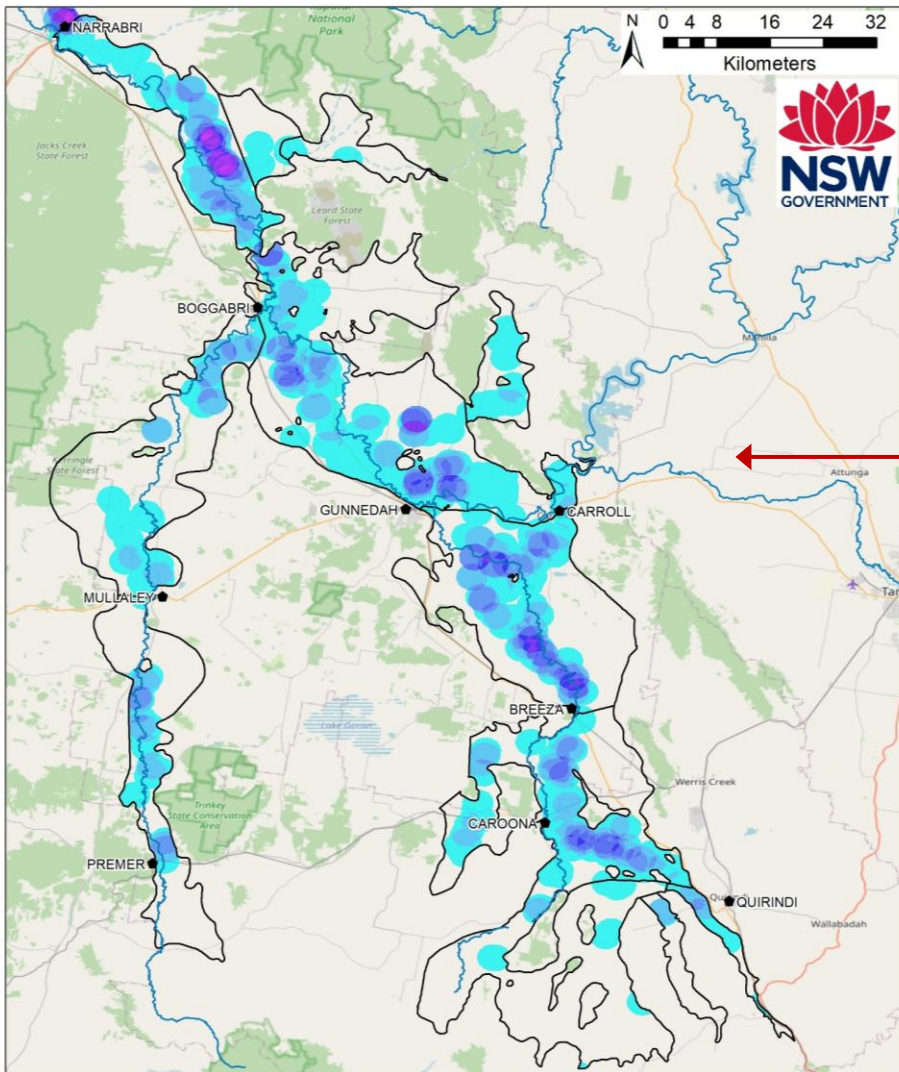 National
Park
NARRABRI
N
0 4 8 16 24 32
Kilometers
NSW
GOVERNMENT
Jacks Creek
State Forest
Leard State
Forest
BOGGABRI
Manilla
State Forest
Attunga
GUNNEDAH
CARROLL
MULLALEY
Tam
BREEZA
Lake Goran
Werris Creek
Trinkey
State Conservation
Area
CAROONA
PREMER
QUIRINDI
Wallabadah